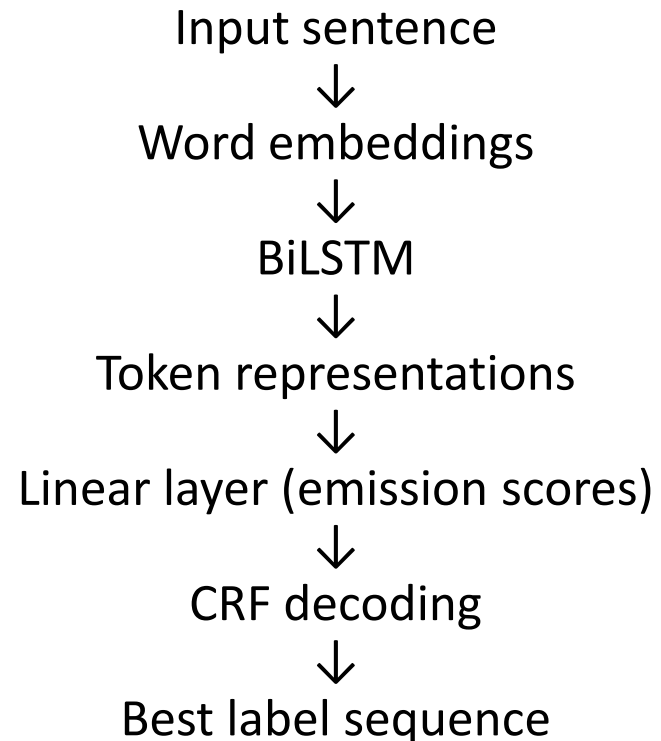 Input sentence
↓
Word embeddings
↓
BiLSTM
↓
Token representations
↓
Linear layer (emission scores)
↓
CRF decoding
↓
Best label sequence